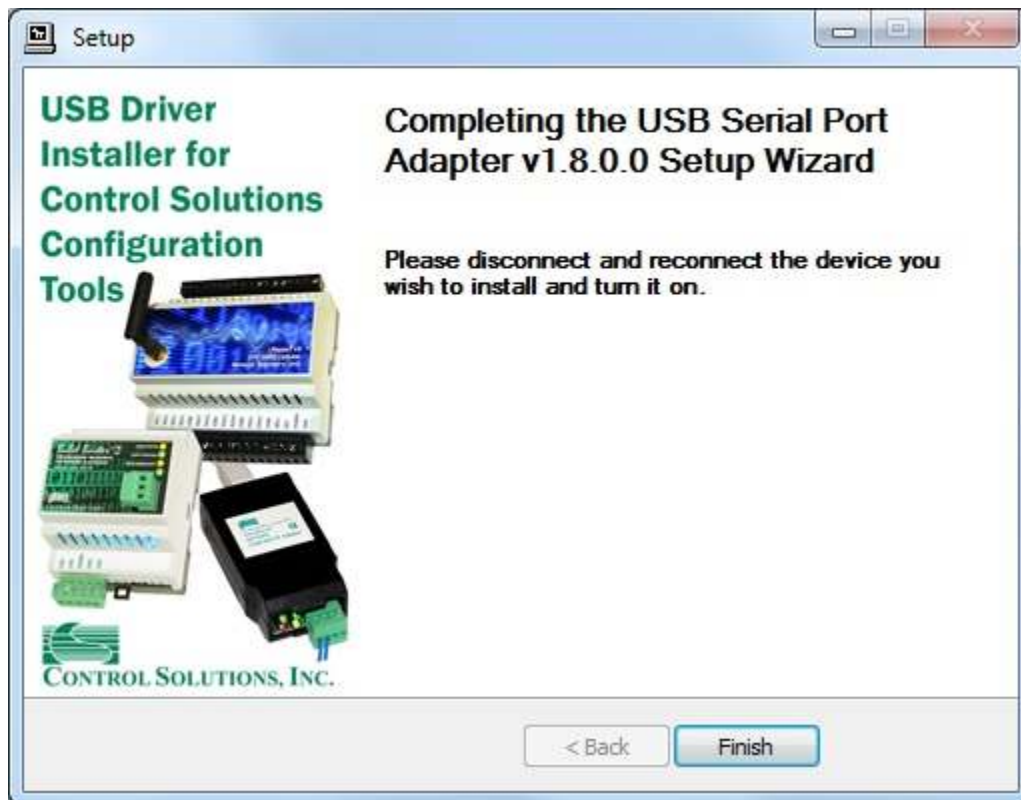 Setup
USB Driver
Installer for
Control Solutions
Configuration
Tools
Completing the USB Serial Port
Adapter v1.8.0.0 Setup Wizard
Please disconnect and reconnect the device you
wish to install and turn it on.
CONTROL SOLUTIONS, INC.
< Back
Finish